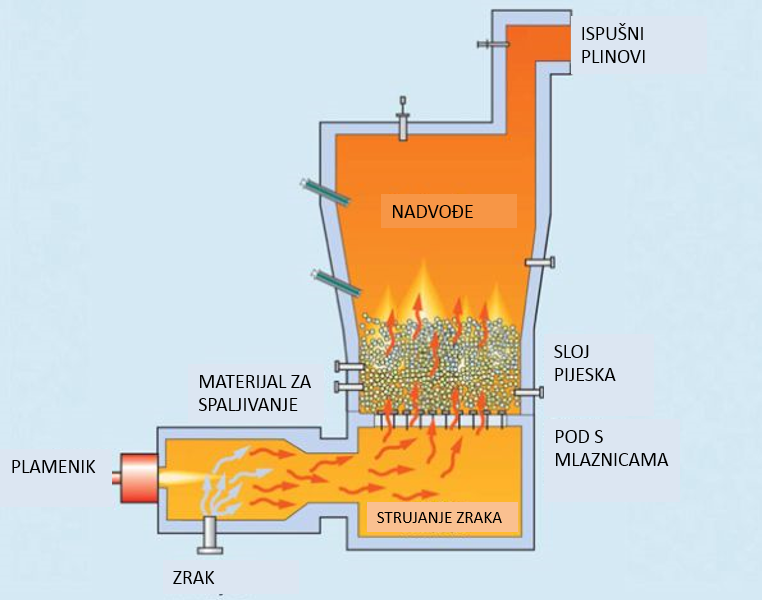 ISPUŠNI
PLINOVI
NADVOĐE
SLOJ
PIJESKA
MATERIJAL ZA
SPALJIVANJE
POD S
MLAZNICAMA
PLAMENIK
STRUJANJE ZRAKA
ZRAK